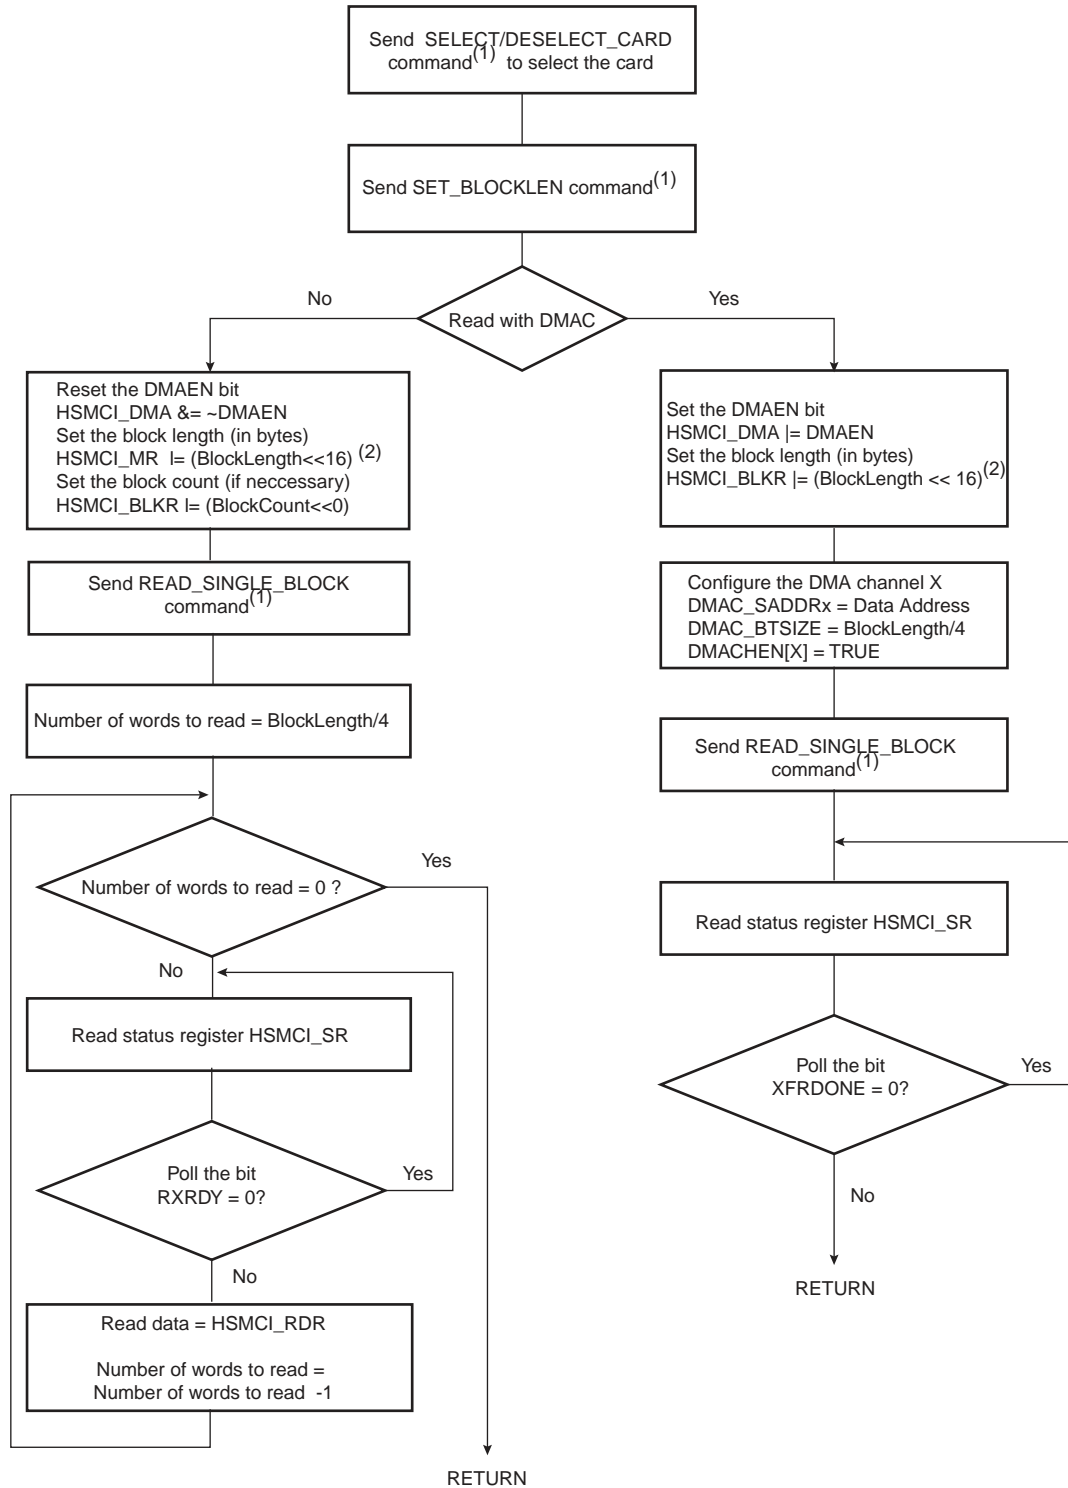 Send SELECT/DESELECT_CARD
command(1) to select the card
Send SET_BLOCKLEN command(1)
Read with DMAC
No
Yes
Reset the DMAEN bit
HSMCI_DMA &= ~DMAEN
Set the block length (in bytes)
HSMCI_MR |= (BlockLength<<16) (2)
Set the block count (if neccessary)
HSMCI_BLKR |= (BlockCount<<0)
Send READ_SINGLE_BLOCK
command(1)
Number of words to read = BlockLength/4
Number of words to read = 0 ?
Yes
No
Read status register HSMCI_SR
Poll the bit
RXRDY = 0?
Yes
No
Read data = HSMCI_RDR
Number of words to read =
Number of words to read -1
RETURN
Set the DMAEN bit
HSMCI_DMA |= DMAEN
Set the block length (in bytes)
HSMCI_BLKR |= (BlockLength << 16)(2)
Configure the DMA channel X
DMAC_SADDRx = Data Address
DMAC_BTSIZE = BlockLength/4
DMACHEN[X] = TRUE
Send READ_SINGLE_BLOCK
command(1)
Read status register HSMCI_SR
Poll the bit
XFRDONE = 0?
Yes
No
RETURN